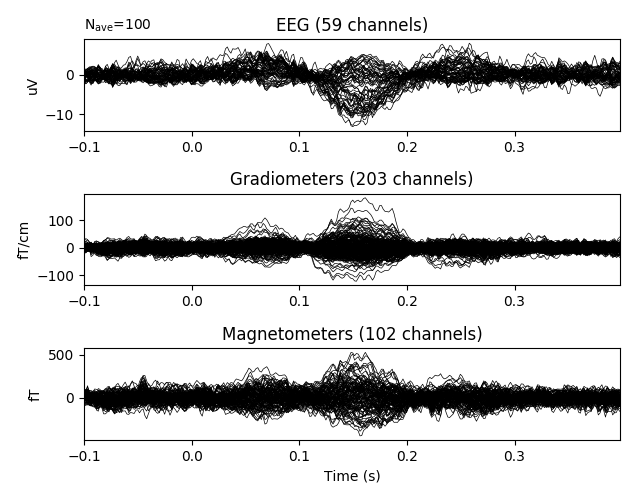 Nave=100
EEG (59 channels)
uV
0
−10
−0.1 0.0 0.1 0.2 0.3
Gradiometers (203 channels)
fT/cm
100
0
−100
−0.1 0.0 0.1 0.2 0.3
Magnetometers (102 channels)
fT
500
0
−0.1 0.0 0.1 0.2 0.3
Time (s)